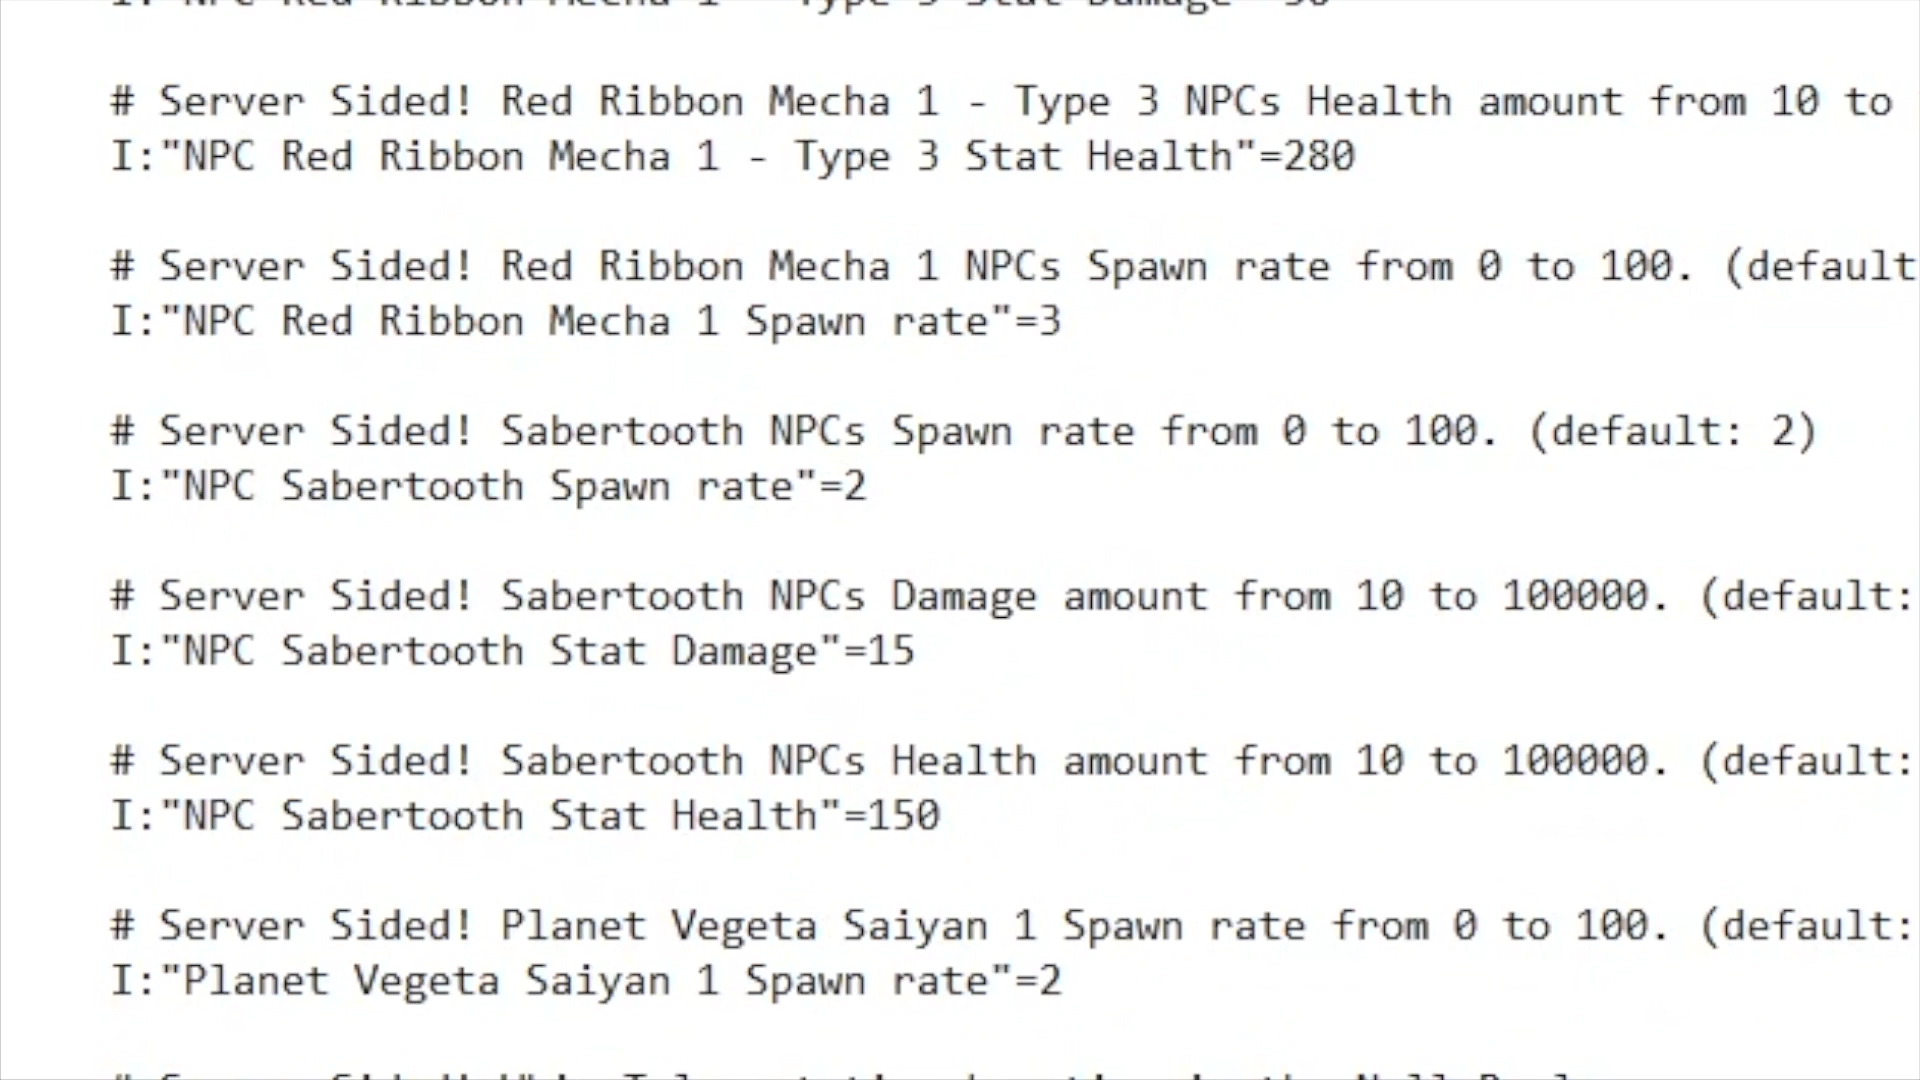 # Server Sided! Red Ribbon Mecha 1 - Type 3 NPCs Health amount from 10 to
I:"NPC Red Ribbon Mecha 1 - Type 3 Stat Health"=280
# Server Sided! Red Ribbon Mecha 1 NPCs Spawn rate from 0 to 100. (default
I:"NPC Red Ribbon Mecha 1 Spawn rate"=3
# Server Sided! Sabertooth NPCs Spawn rate from 0 to 100. (default: 2)
I:"NPC Sabertooth Spawn rate"=2
# Server Sided! Sabertooth NPCs Damage amount from 10 to 100000. (default:
I:"NPC Sabertooth Stat Damage"=15
# Server Sided! Sabertooth NPCs Health amount from 10 to 100000. (default:
I:"NPC Sabertooth Stat Health"=150
# Server Sided! Planet Vegeta Saiyan 1 Spawn rate from 0 to 100. (default:
I:"Planet Vegeta Saiyan 1 Spawn rate"=2